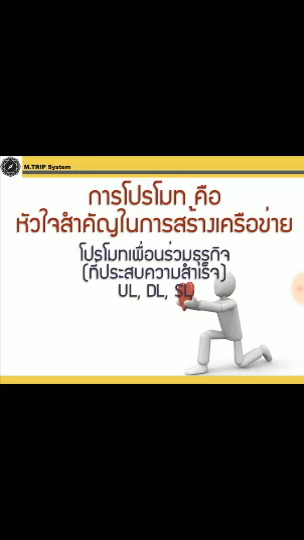 M.TRIP System
การโปรโมท คือ
หัวใจสำคัญในการสร้างเครือข่าย
โปรโมทเพื่อนร่วมธุรกิจ
(ที่ประสบความสำเร็จ)
UL, DL, SL